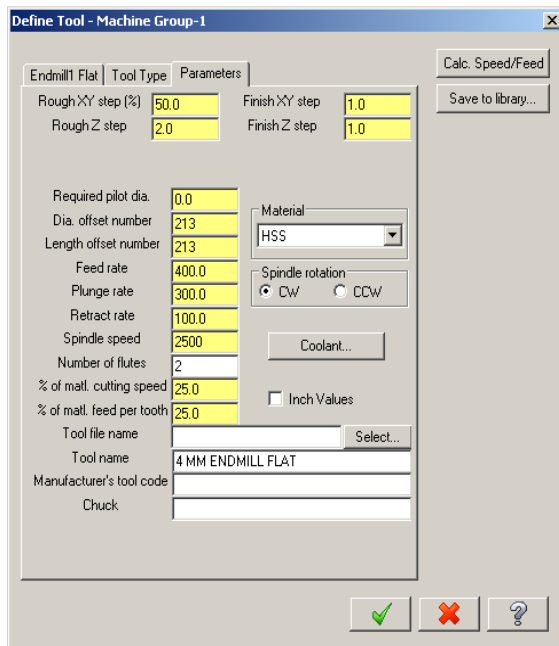 Define Tool - Machine Group-1
Endmill1 Flat Tool Type Parameters
Calc. Speed/Feed
Save to library...
Rough XY step (%) 50.0 Finish XY step 1.0
Rough Z step 2.0 Finish Z step 1.0
Required pilot dia. 0.0
Dia. offset number 213
Length offset number 213
Feed rate 400.0
Plunge rate 300.0
Retract rate 100.0
Spindle speed 2500
Number of flutes 2
% of matl. cutting speed 25.0
% of matl. feed per tooth 25.0
Material
HSS
Spindle rotation
CW CCW
Coolant...
Inch Values
Tool file name Select...
Tool name 4 MM ENDMILL FLAT
Manufacturer's tool code
Chuck